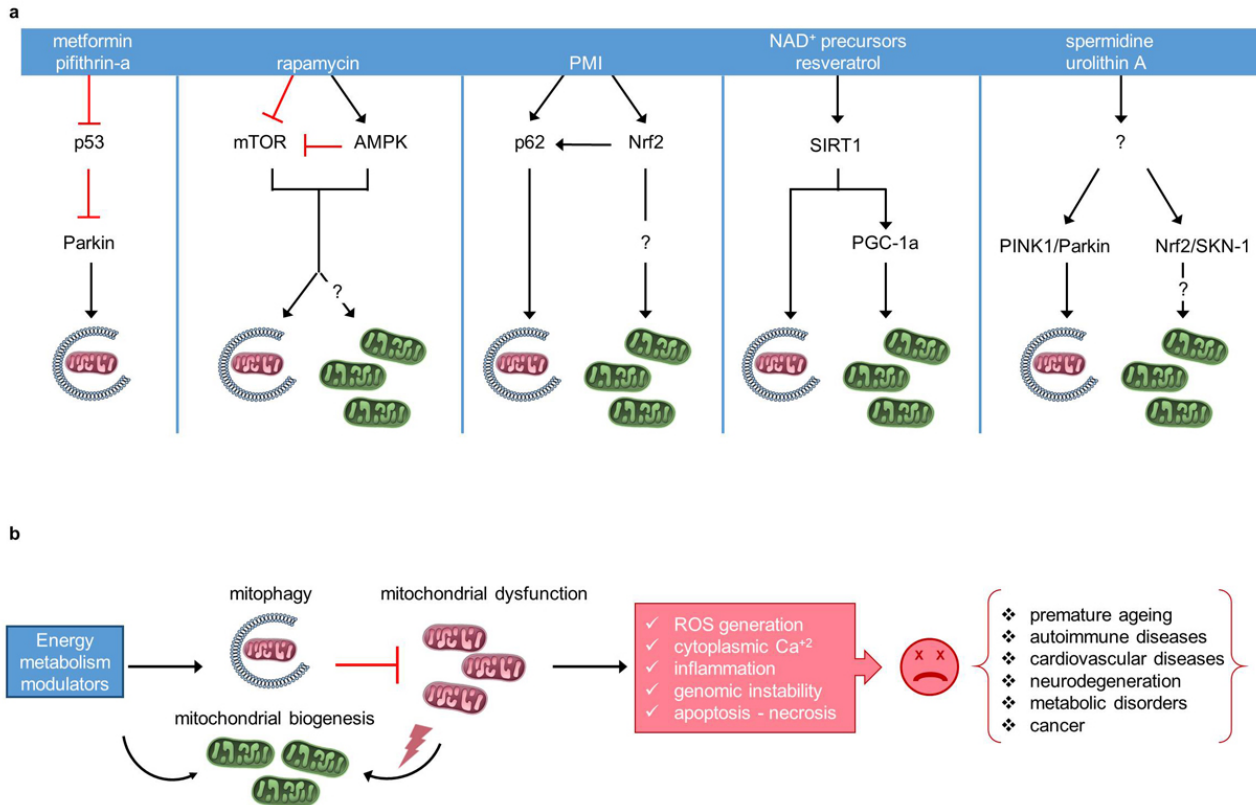 a
metformin
pifithrin-a
rapamycin
PMI
NAD⁺ precursors
resveratrol
spermidine
urolithin A
p53
mTOR
AMPK
p62
Nrf2
SIRT1
?
Parkin
?
PGC-1a
PINK1/Parkin
Nrf2/SKN-1
?
?
b
mitophagy
mitochondrial dysfunction
Energy
metabolism
modulators
mitochondrial biogenesis
✓ ROS generation
✓ cytoplasmic Ca⁺²
✓ inflammation
✓ genomic instability
✓ apoptosis - necrosis
x x
❖ premature ageing
❖ autoimmune diseases
❖ cardiovascular diseases
❖ neurodegeneration
❖ metabolic disorders
❖ cancer